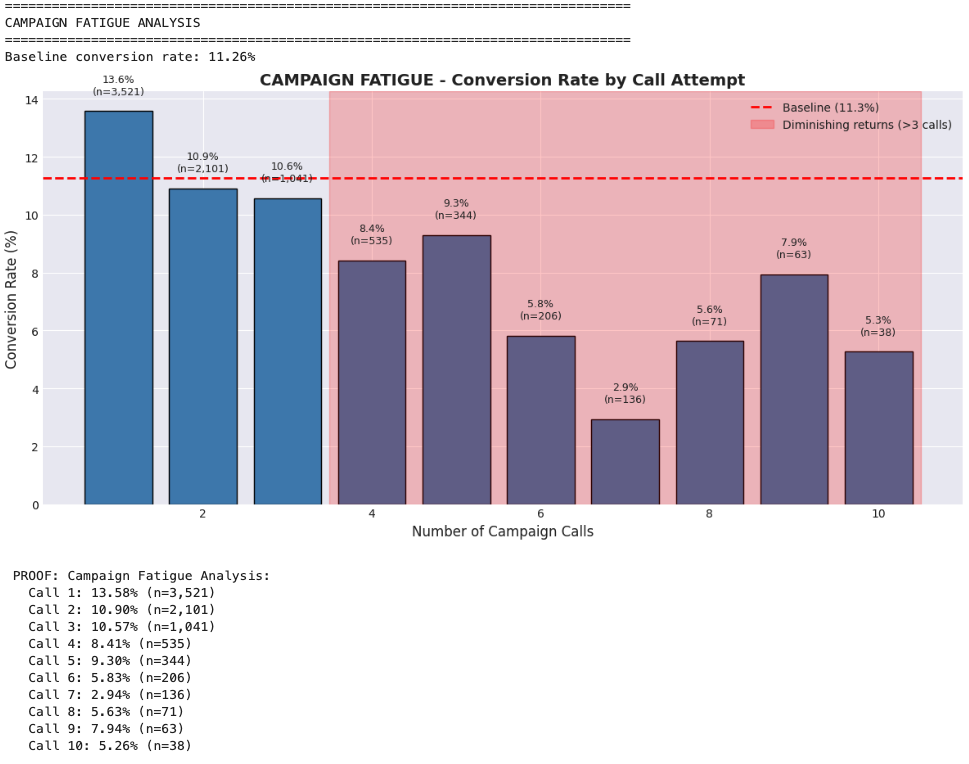 ================================================================================
CAMPAIGN FATIGUE ANALYSIS
================================================================================
Baseline conversion rate: 11.26%
CAMPAIGN FATIGUE - Conversion Rate by Call Attempt
Baseline (11.3%)
Diminishing returns (>3 calls)
Conversion Rate (%)
14
12
10
8
6
4
2
0
13.6%
(n=3,521)
10.9%
(n=2,101)
10.6%
(n=1,041)
8.4%
(n=535)
9.3%
(n=344)
5.8%
(n=206)
2.9%
(n=136)
5.6%
(n=71)
7.9%
(n=63)
5.3%
(n=38)
2
4
6
8
10
Number of Campaign Calls
PROOF: Campaign Fatigue Analysis:
Call 1: 13.58% (n=3,521)
Call 2: 10.90% (n=2,101)
Call 3: 10.57% (n=1,041)
Call 4: 8.41% (n=535)
Call 5: 9.30% (n=344)
Call 6: 5.83% (n=206)
Call 7: 2.94% (n=136)
Call 8: 5.63% (n=71)
Call 9: 7.94% (n=63)
Call 10: 5.26% (n=38)